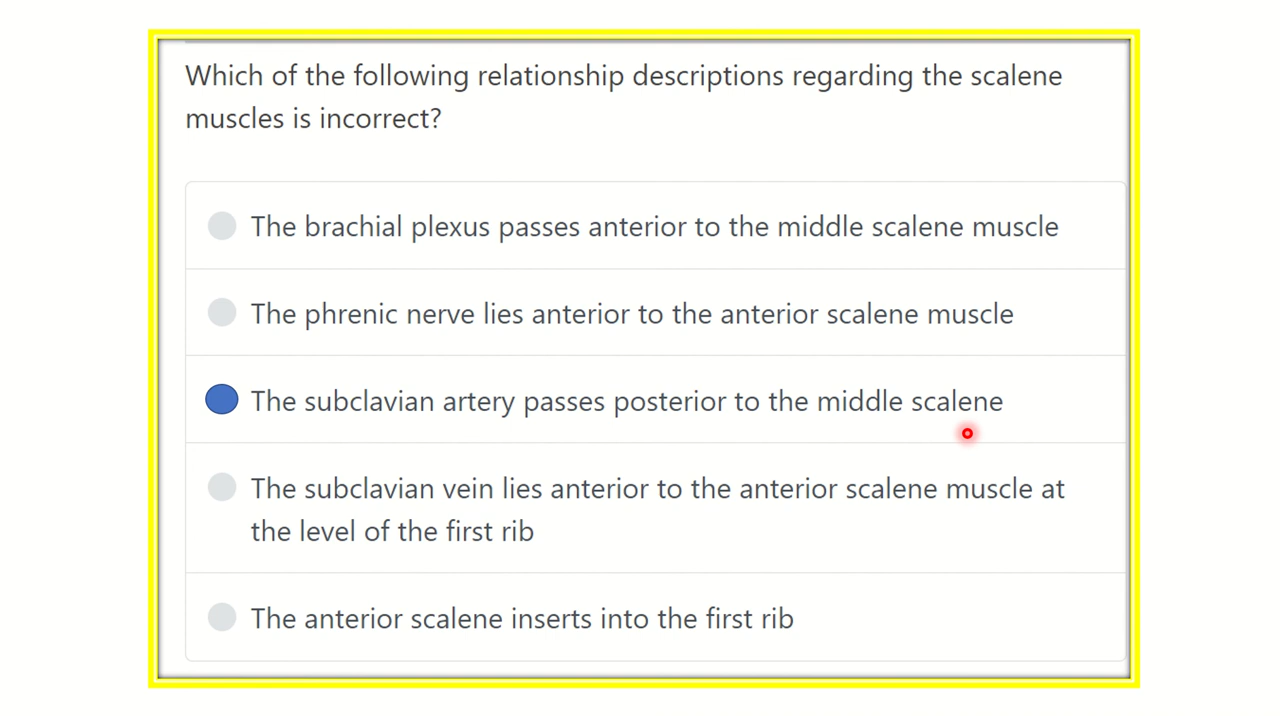 Which of the following relationship descriptions regarding the scalene
muscles is incorrect?
The brachial plexus passes anterior to the middle scalene muscle
The phrenic nerve lies anterior to the anterior scalene muscle
The subclavian artery passes posterior to the middle scalene
The subclavian vein lies anterior to the anterior scalene muscle at
the level of the first rib
The anterior scalene inserts into the first rib